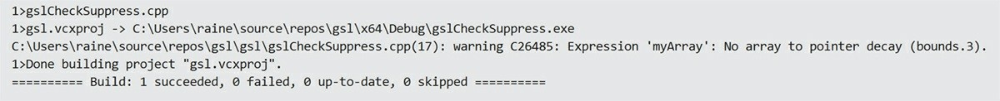 1>gslCheckSuppress.cpp
1>gsl.vcxproj -> C:\Users\raine\source\repos\gsl\x64\Debug\gslCheckSuppress.exe
C:\Users\raine\source\repos\gsl\gsl\gslCheckSuppress.cpp(17): warning C26485: Expression 'myArray': No array to pointer decay (bounds.3).
1>Done building project "gsl.vcxproj".
========== Build: 1 succeeded, 0 failed, 0 up-to-date, 0 skipped ==========